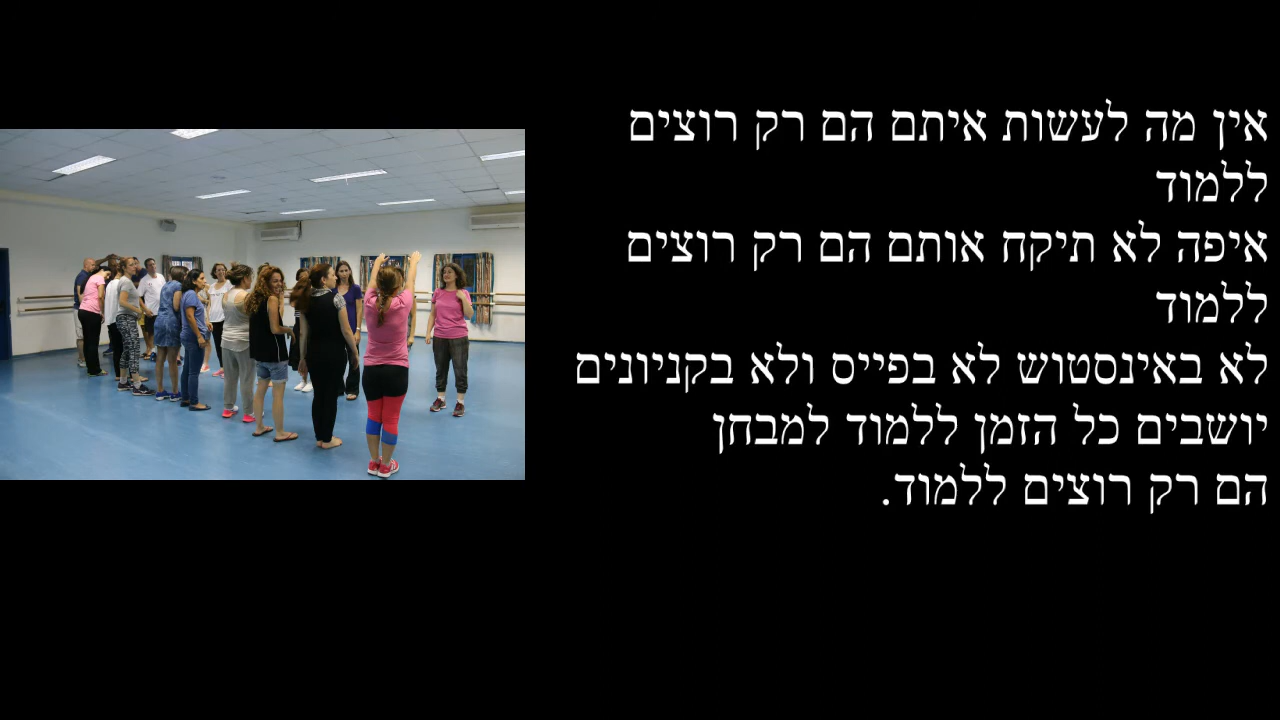 אין מה לעשות איתם הם רק רוצים
ללמוד
איפה לא תיקח אותם הם רק רוצים
ללמוד
לא באינסטוש לא בפייס ולא בקניונים
יושבים כל הזמן ללמוד למבחן
הם רק רוצים ללמוד.